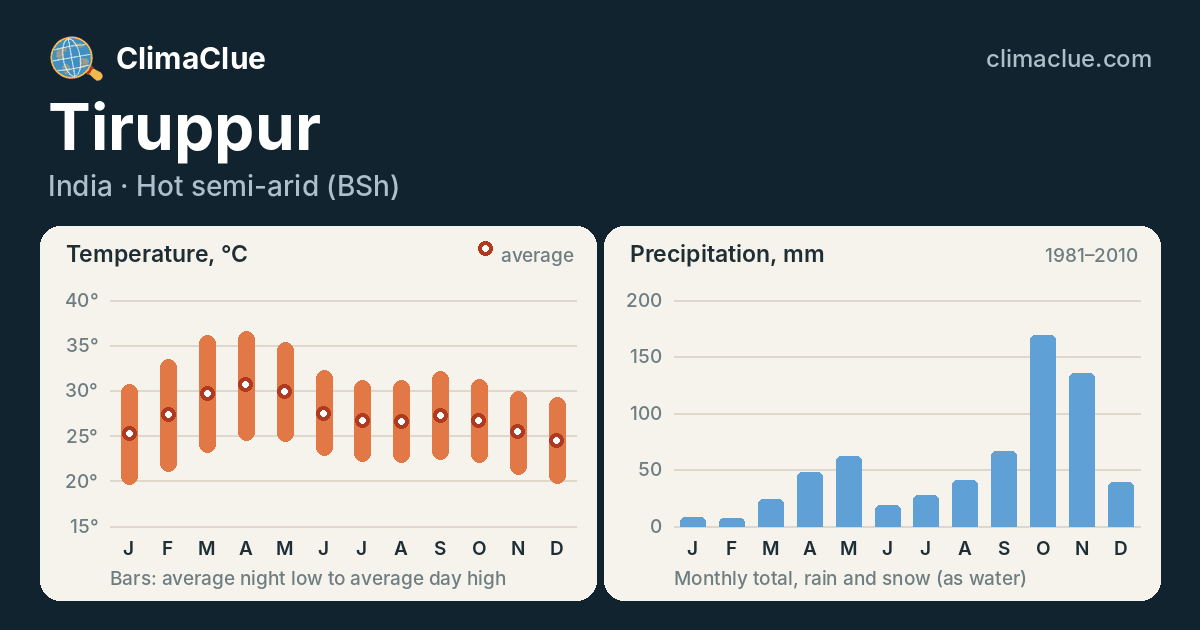 ClimaClue
climaclue.com
Tiruppur
India · Hot semi-arid (BSh)
Temperature, °C
average
40°
35°
30°
25°
20°
15°
J F M A M J J A S O N D
Bars: average night low to average day high
Precipitation, mm
1981–2010
200
150
100
50
0
J F M A M J J A S O N D
Monthly total, rain and snow (as water)